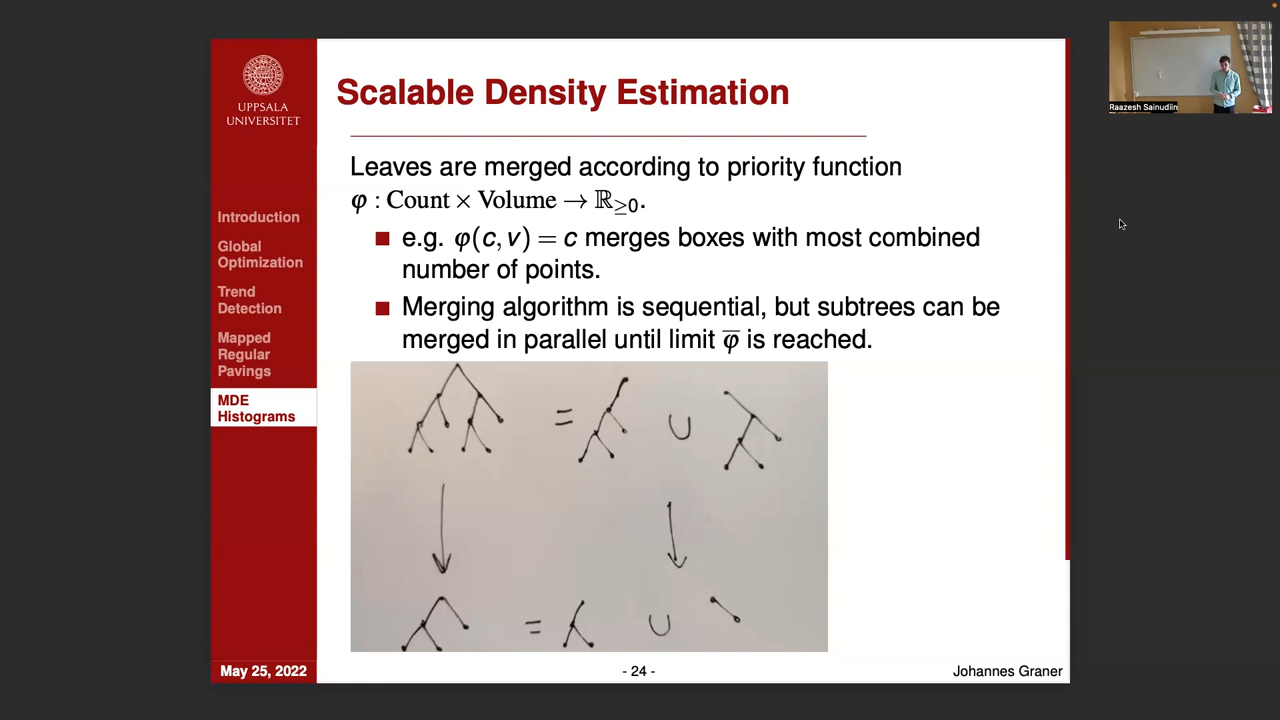 UPPSALA
UNIVERSITET
Introduction
Global
Optimization
Trend
Detection
Mapped
Regular
Pavings
MDE
Histograms
May 25, 2022
Scalable Density Estimation
Leaves are merged according to priority function
φ : Count × Volume → ℝ≥0.
e.g. φ(c, v) = c merges boxes with most combined
number of points.
Merging algorithm is sequential, but subtrees can be
merged in parallel until limit φ̅ is reached.
= ∪
= ∪
- 24 -
Johannes Graner
Raazesh Sainudiin